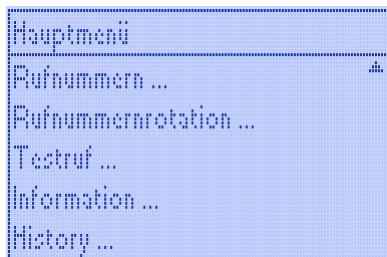 Hauptmenü
Rufnummern ...
Rufnummernrotation ...
Testruf ...
Information ...
History ...